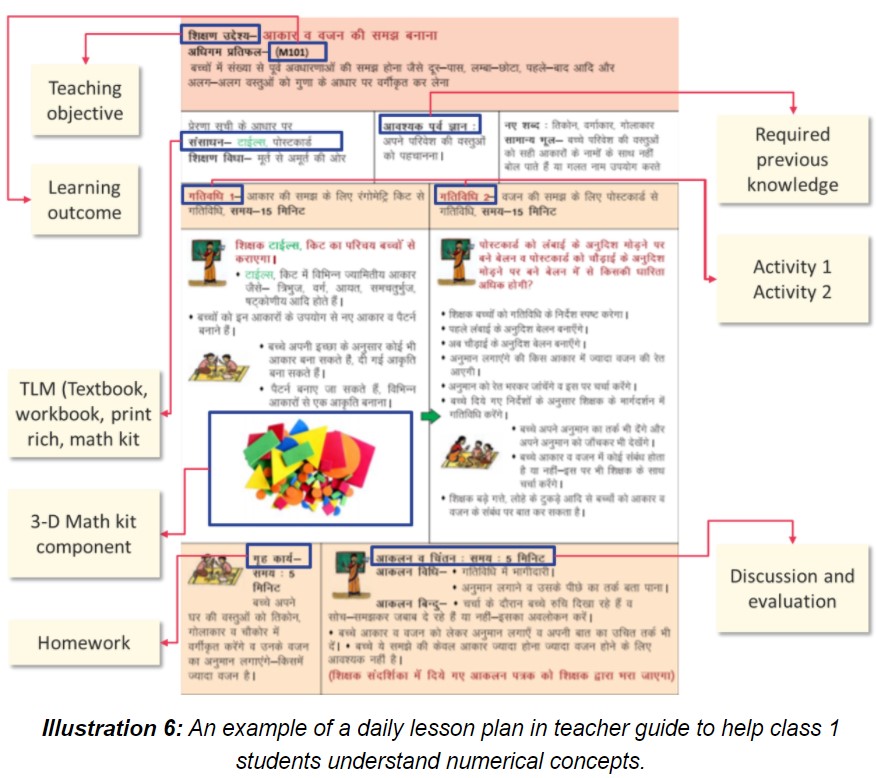 शिक्षण उद्देश्य– आकार व वजन की समझ बनाना
अधिगम प्रतिफल– (M101)
बच्चों में संख्या से पूर्व अवधारणाओं की समझ होना जैसे दूर–पास, लम्बा–छोटा, पहले–बाद आदि और
अलग–अलग वस्तुओं को गुणों के आधार पर वर्गीकृत कर लेना
Teaching
objective
Learning
outcome
प्रेरणा सूची के आधार पर
संसाधन– टाईल्स, पोस्टकार्ड
शिक्षण विधा– मूर्त से अमूर्त की ओर
आवश्यक पूर्व ज्ञान :
अपने परिवेश की वस्तुओं
को पहचानना।
नए शब्द : तिकोन, वर्गाकार, गोलाकार
सामान्य भूल– बच्चे परिवेश की वस्तुओं
को सही आकारों के नामों के साथ नहीं
बोल पाते हैं या गलत नाम उपयोग करते
Required
previous
knowledge
गतिविधि 1– आकार की समझ के लिए रंगोमेट्रि किट से
गतिविधि, समय–15 मिनिट
गतिविधि 2– वजन की समझ के लिए पोस्टकार्ड से
गतिविधि, समय–15 मिनिट
Activity 1
Activity 2
शिक्षक टाईल्स, किट का परिचय बच्चों से
कराएगा।
• टाईल्स, किट में विभिन्न ज्यामितीय आकार
जैसे– त्रिभुज, वर्ग, आयत, समचतुर्भुज,
षट्कोणीय आदि होते हैं।
• बच्चों को इन आकारों के उपयोग से नए आकार व पैटर्न
बनाने हैं।
• बच्चे अपनी इच्छा के अनुसार कोई भी
आकार बना सकते हैं, दी गई आकृति
बना सकते हैं।
• पैटर्न बनाए जा सकते हैं, विभिन्न
आकारों से एक आकृति बनाना।
पोस्टकार्ड को लंबाई के अनुदिश मोड़ने पर
बने बेलन व पोस्टकार्ड को चौड़ाई के अनुदिश
मोड़ने पर बने बेलन में से किसकी धारिता
अधिक होगी?
• शिक्षक बच्चों को गतिविधि के निर्देश स्पष्ट करेगा।
• पहले लंबाई के अनुदिश बेलन बनाएँगे।
• अब चौड़ाई के अनुदिश बेलन बनाएँगे।
• अनुमान लगाएंगे की किस आकार में ज्यादा वजन की रेत
आएगी।
• अनुमान को रेत भरकर जांचेंगे व इस पर चर्चा करेंगे।
• बच्चे दिए गए निर्देशों के अनुसार शिक्षक के मार्गदर्शन में
गतिविधि करेंगे।
• बच्चे अपने अनुमान का तर्क भी देंगे और
अपने अनुमान को जाँचकर भी देखेंगे।
• बच्चे आकार व वजन में कोई संबंध होता
है या नहीं–इस पर भी शिक्षक के साथ
चर्चा करेंगे।
• शिक्षक बड़े गत्ते, लोहे के टुकड़े आदि से बच्चों को आकार व
वजन के संबंध पर बात कर सकता है।
TLM (Textbook,
workbook, print
rich, math kit
3-D Math kit
component
Homework
गृह कार्य–
समय : 5
मिनिट
बच्चे अपने
घर की वस्तुओं को तिकोन,
गोलाकार व चौकोर में
वर्गीकृत करेंगे व उनके वजन
का अनुमान लगाएंगे–किसमें
ज्यादा वजन है।
आकलन व चिंतन : समय : 5 मिनिट
आकलन विधि– • गतिविधि में भागीदारी।
• अनुमान लगाने व उसके पीछे का तर्क बता पाना।
आकलन बिन्दु– • चर्चा के दौरान बच्चे रुचि दिखा रहे हैं व
सोच–समझकर जबाब दे रहे हैं या नहीं–इसका अवलोकन करें।
• बच्चे आकार व वजन को लेकर अनुमान लगाएँ व अपनी बात का उचित तर्क भी
दें। • बच्चे ये समझे की केवल आकार ज्यादा होना ज्यादा वजन होने के लिए
आवश्यक नहीं है।
(शिक्षक संदर्शिका में दिये गए आकलन पत्रक को शिक्षक द्वारा भरा जाएगा)
Discussion and
evaluation
Illustration 6: An example of a daily lesson plan in teacher guide to help class 1
students understand numerical concepts.